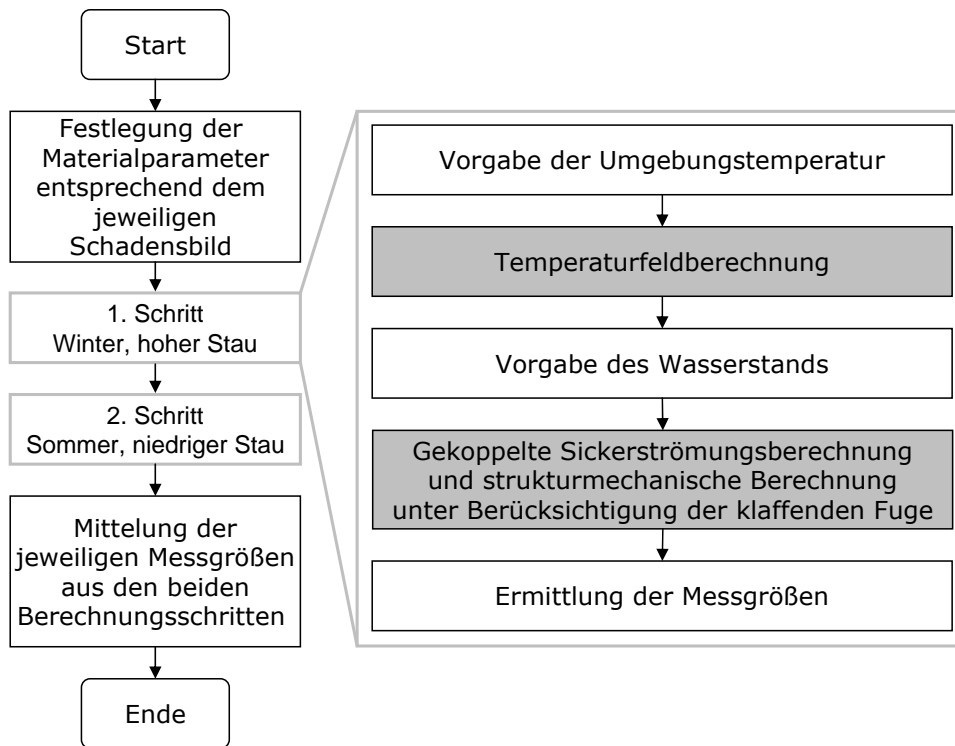 Start
Festlegung der
Materialparameter
entsprechend dem
jeweiligen
Schadensbild
1. Schritt
Winter, hoher Stau
2. Schritt
Sommer, niedriger Stau
Mittelung der
jeweiligen Messgrößen
aus den beiden
Berechnungsschritten
Ende
Vorgabe der Umgebungstemperatur
Temperaturfeldberechnung
Vorgabe des Wasserstands
Gekoppelte Sickerströmungsberechnung
und strukturmechanische Berechnung
unter Berücksichtigung der klaffenden Fuge
Ermittlung der Messgrößen